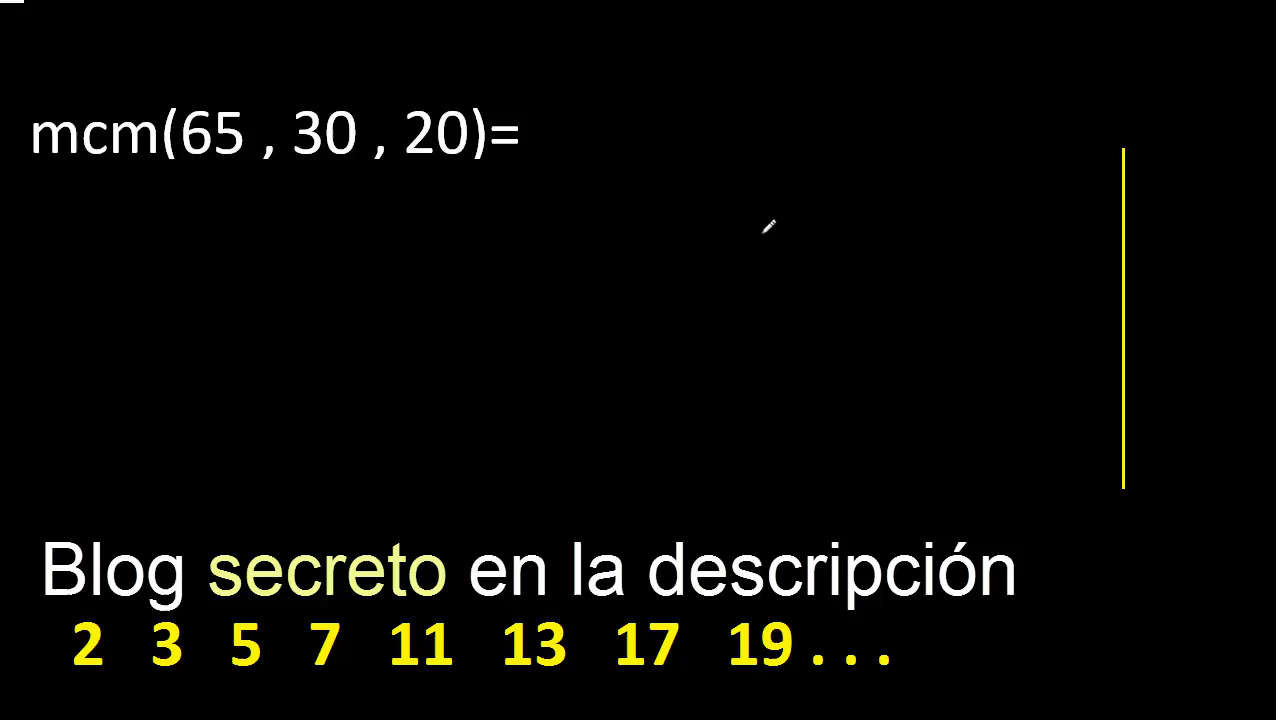 mcm(65 , 30 , 20)=
Blog secreto en la descripción
2 3 5 7 11 13 17 19 . . .